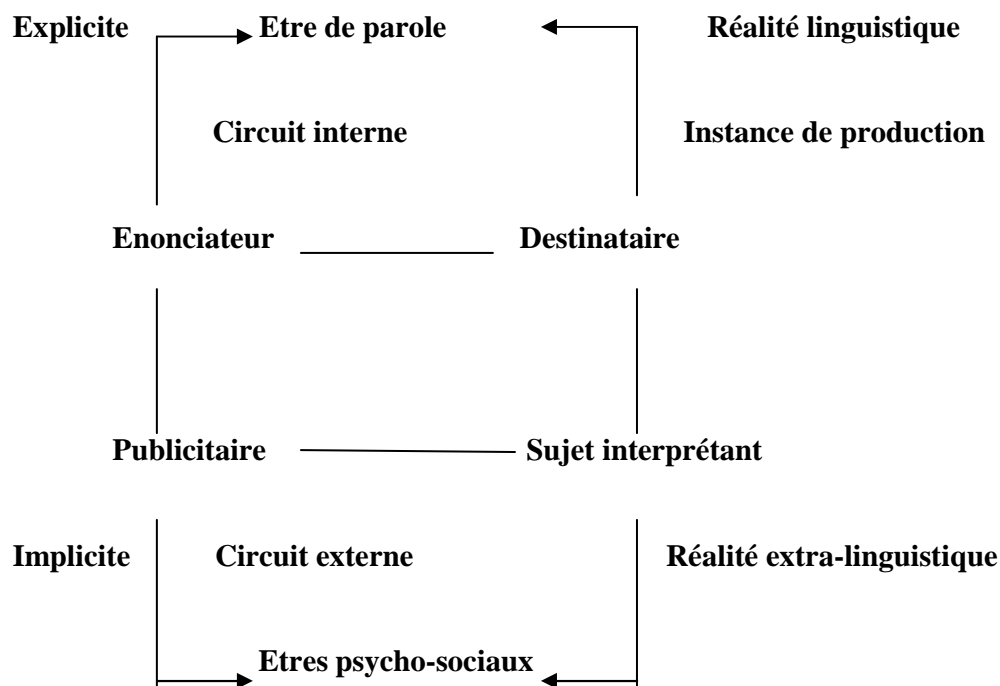 Explicite Etre de parole Réalité linguistique
Circuit interne Instance de production
Enonciateur Destinataire
Publicitaire Sujet interprétant
Implicite Circuit externe Réalité extra-linguistique
Etres psycho-sociaux